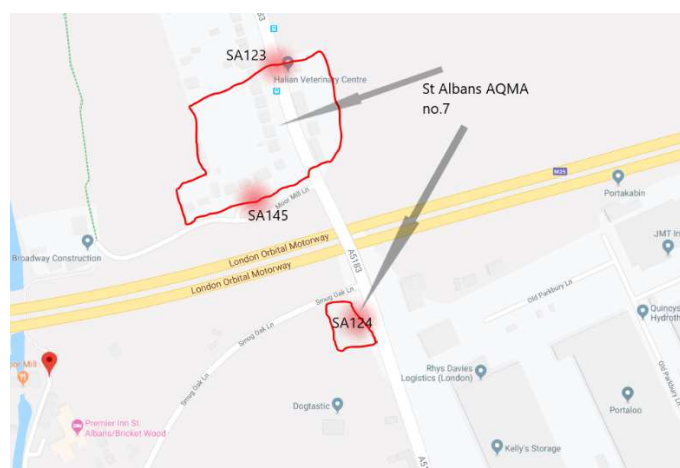 SA123
Halian Veterinary Centre
St Albans AQMA
no.7
M25
Portakabin
Moor Mill Ln
SA145
Broadway Construction
London Orbital Motorway
London Orbital Motorway
A5183
JMT In
Old Parkbury Ln
Smug Oak Ln
Quincys
Hydroth
SA124
Old Parkbury Ln
oor Mill
Smug Oak Ln
Rhys Davies
Logistics (London)
Portaloo
Dogtastic
Premier Inn St
Albans/Bricket Wood
Kelly's Storage